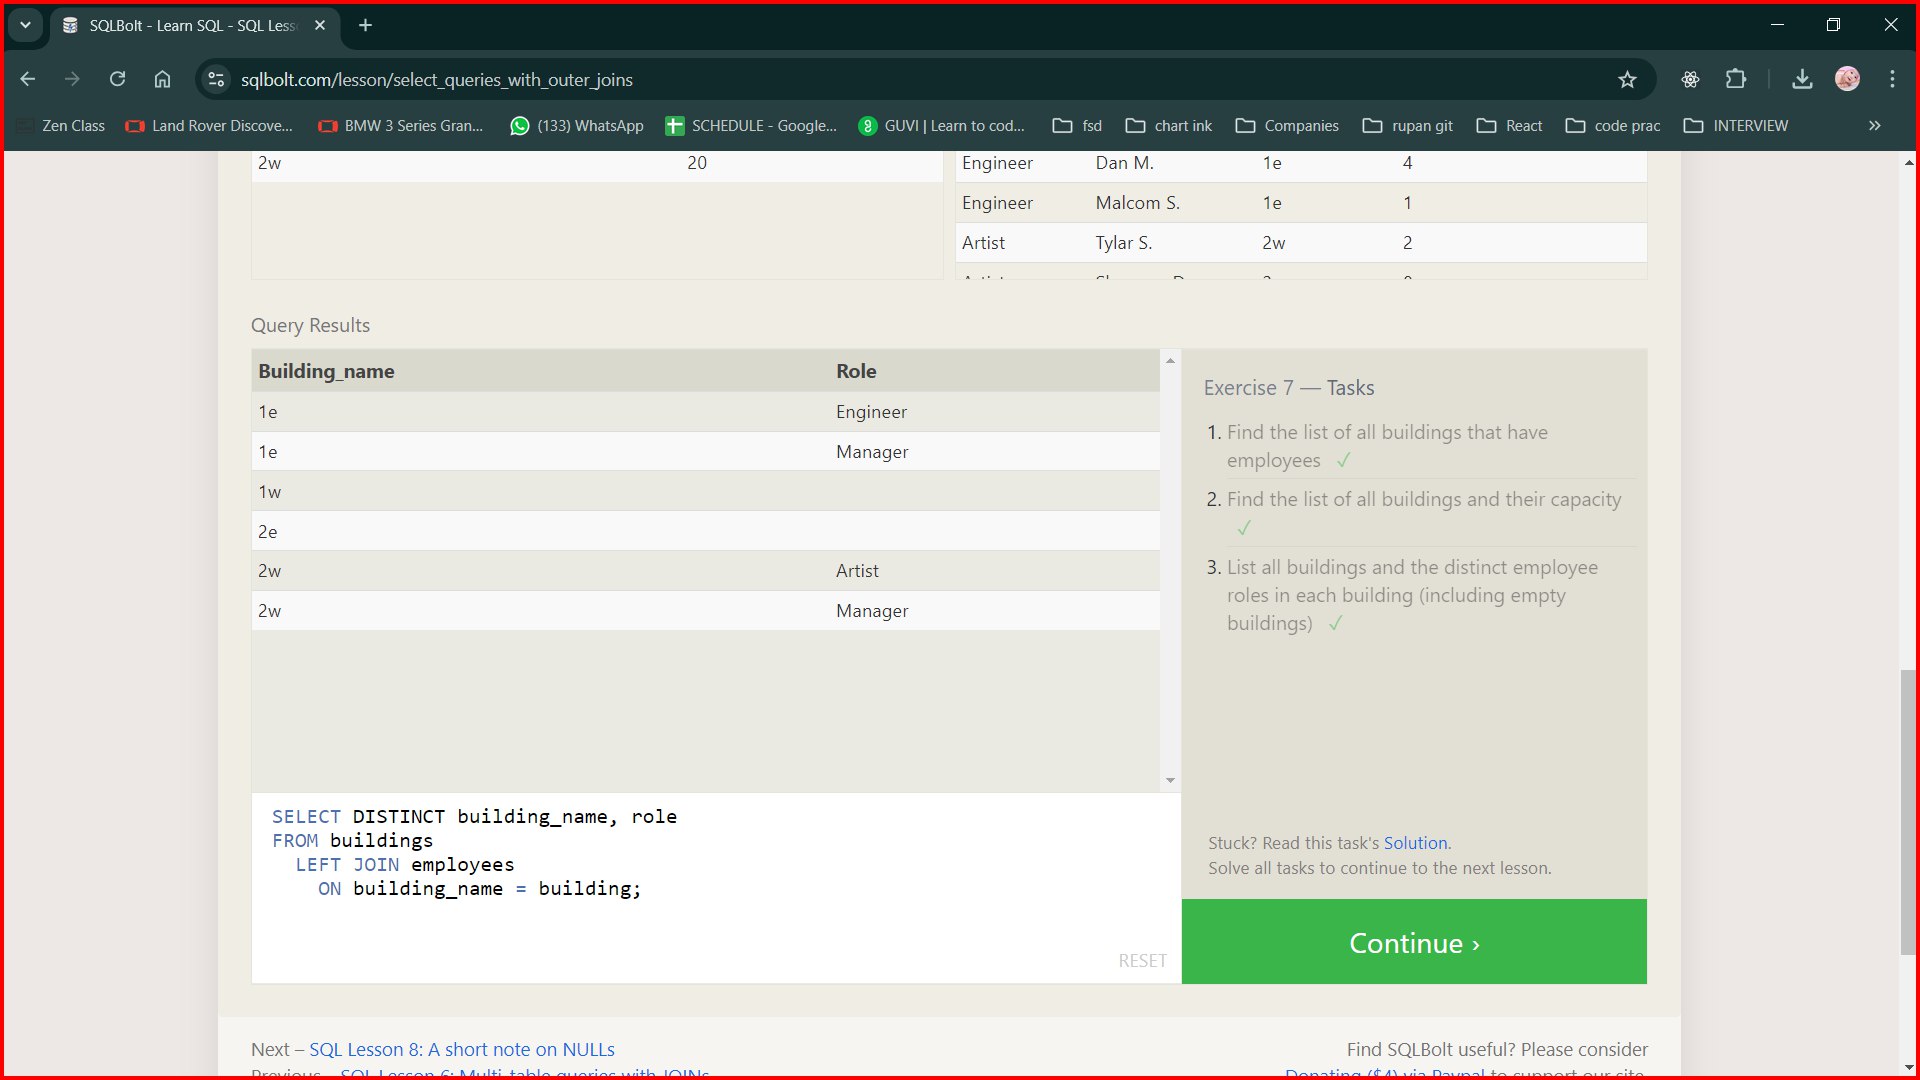 SQLBolt - Learn SQL - SQL Less
sqlbolt.com/lesson/select_queries_with_outer_joins
Zen Class
Land Rover Discove...
BMW 3 Series Gran...
(133) WhatsApp
SCHEDULE - Google...
GUVI | Learn to cod...
fsd
chart ink
Companies
rupan git
React
code prac
INTERVIEW
2w 20
Engineer Dan M. 1e 4
Engineer Malcom S. 1e 1
Artist Tylar S. 2w 2
Query Results
Building_name Role
1e Engineer
1e Manager
1w
2e
2w Artist
2w Manager
SELECT DISTINCT building_name, role
FROM buildings
LEFT JOIN employees
ON building_name = building;
RESET
Exercise 7 — Tasks
1. Find the list of all buildings that have
employees ✓
2. Find the list of all buildings and their capacity
✓
3. List all buildings and the distinct employee
roles in each building (including empty
buildings) ✓
Stuck? Read this task's Solution.
Solve all tasks to continue to the next lesson.
Continue ›
Next – SQL Lesson 8: A short note on NULLs
Previous – SQL Lesson 6: Multi-table queries with JOINs
Find SQLBolt useful? Please consider
Donating ($4) via Paypal to support our site.